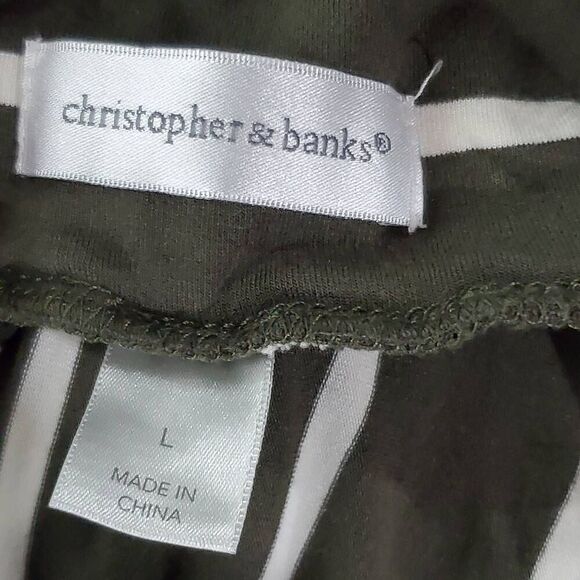 christopher & banks®
L
MADE IN
CHINA